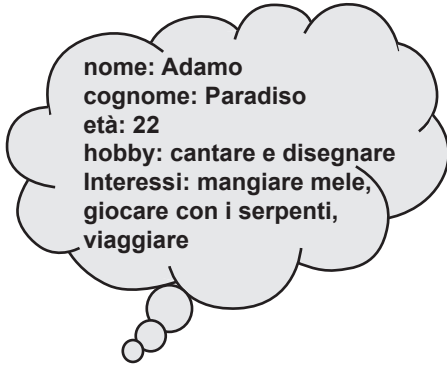 nome: Adamo
cognome: Paradiso
età: 22
hobby: cantare e disegnare
Interessi: mangiare mele,
giocare con i serpenti,
viaggiare